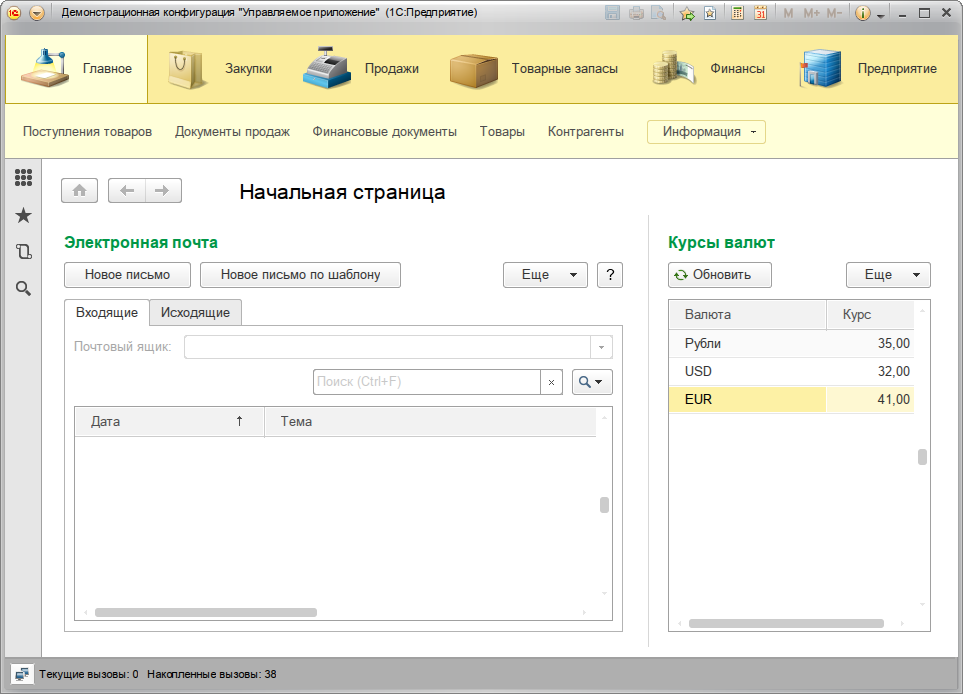 Демонстрационная конфигурация "Управляемое приложение" (1С:Предприятие)
31 M M+ M-
Главное Закупки Продажи Товарные запасы Финансы Предприятие
Поступления товаров Документы продаж Финансовые документы Товары Контрагенты Информация
Начальная страница
Электронная почта
Новое письмо Новое письмо по шаблону Еще ?
Входящие Исходящие
Почтовый ящик:
Поиск (Ctrl+F) ×
Дата ↑ Тема
Курсы валют
Обновить Еще
Валюта Курс
Рубли 35,00
USD 32,00
EUR 41,00
Текущие вызовы: 0 Накопленные вызовы: 38